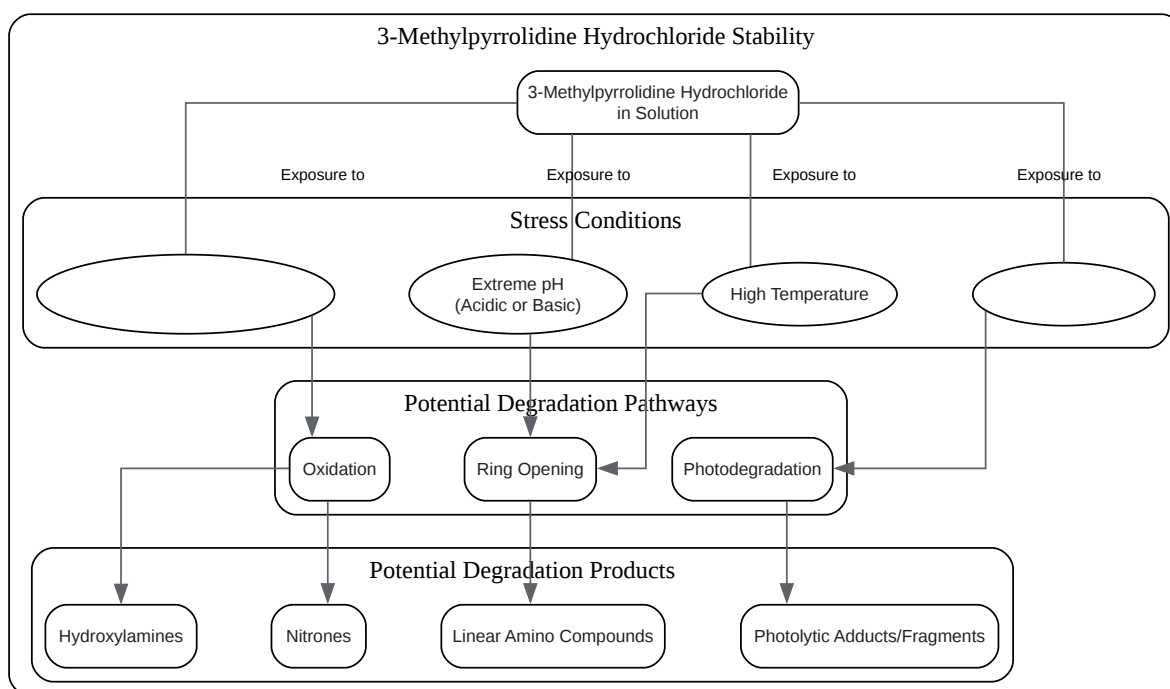 3-Methylpyrrolidine Hydrochloride Stability
3-Methylpyrrolidine Hydrochloride
in Solution
Exposure to
Exposure to
Exposure to
Exposure to
Stress Conditions
Extreme pH
(Acidic or Basic)
High Temperature
Potential Degradation Pathways
Oxidation
Ring Opening
Photodegradation
Potential Degradation Products
Hydroxylamines
Nitrones
Linear Amino Compounds
Photolytic Adducts/Fragments